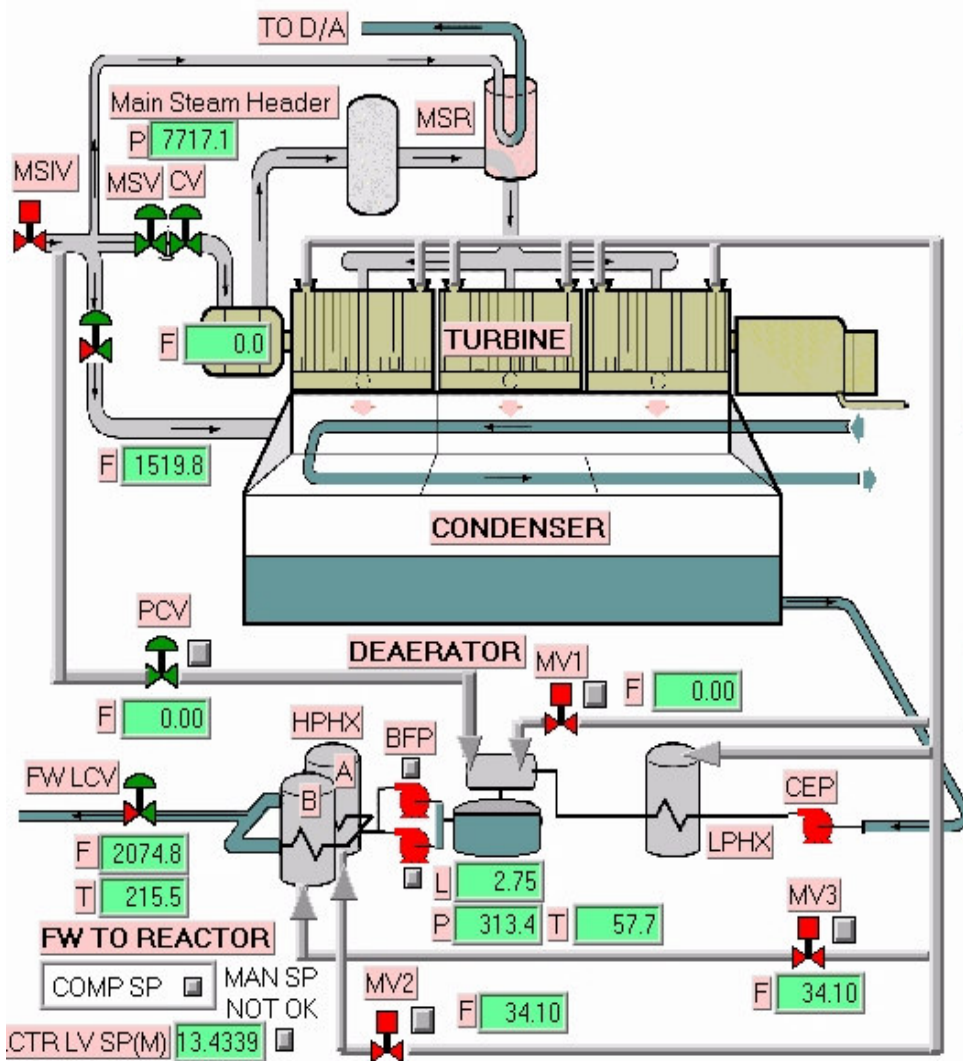 TO D/A
Main Steam Header
P 7717.1
MSR
MSIV
MSV
CV
F 0.0
TURBINE
F 1519.8
CONDENSER
PCV
DEAERATOR
MV1
F 0.00
F 0.00
HPHX
BFP
A
B
FW LCV
CEP
LPHX
F 2074.8
T 215.5
L 2.75
P 313.4 T 57.7
MV3
FW TO REACTOR
COMP SP
MAN SP
NOT OK
MV2
F 34.10
F 34.10
CTR LV SP(M) 13.4339